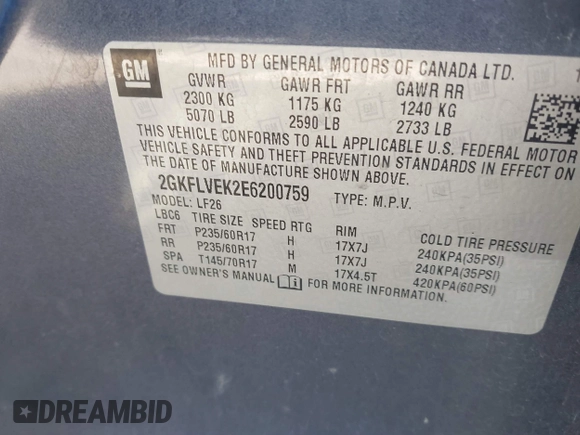 GM
MFD BY GENERAL MOTORS OF CANADA LTD.
GVWR GAWR FRT GAWR RR
2300 KG 1175 KG 1240 KG
5070 LB 2590 LB 2733 LB
THIS VEHICLE CONFORMS TO ALL APPLICABLE U.S. FEDERAL MOTOR
VEHICLE SAFETY AND THEFT PREVENTION STANDARDS IN EFFECT
THE DATE OF MANUFACTURE SHOWN ABOVE.
2GKFLVEK2E6200759 TYPE: M.P.V.
MODEL: LF26
LBC6 TIRE SIZE SPEED RTG RIM COLD TIRE PRESSURE
FRT P235/60R17 H 17X7J 240KPA(35PSI)
RR P235/60R17 H 17X7J 240KPA(35PSI)
SPA T145/70R17 M 17X4.5T 420KPA(60PSI)
SEE OWNER'S MANUAL FOR MORE INFORMATION.
DREAMBID